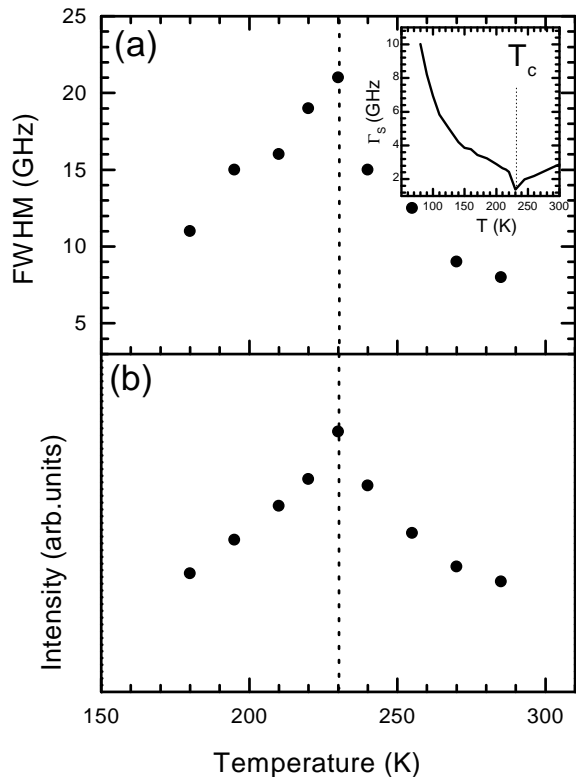 (a)
FWHM (GHz)
25
20
15
10
5
Γs (GHz
10
8
6
4
2
Tc
100
150
200
250
300
T (K)
(b)
Intensity (arb.units)
150
200
250
300
Temperature (K)